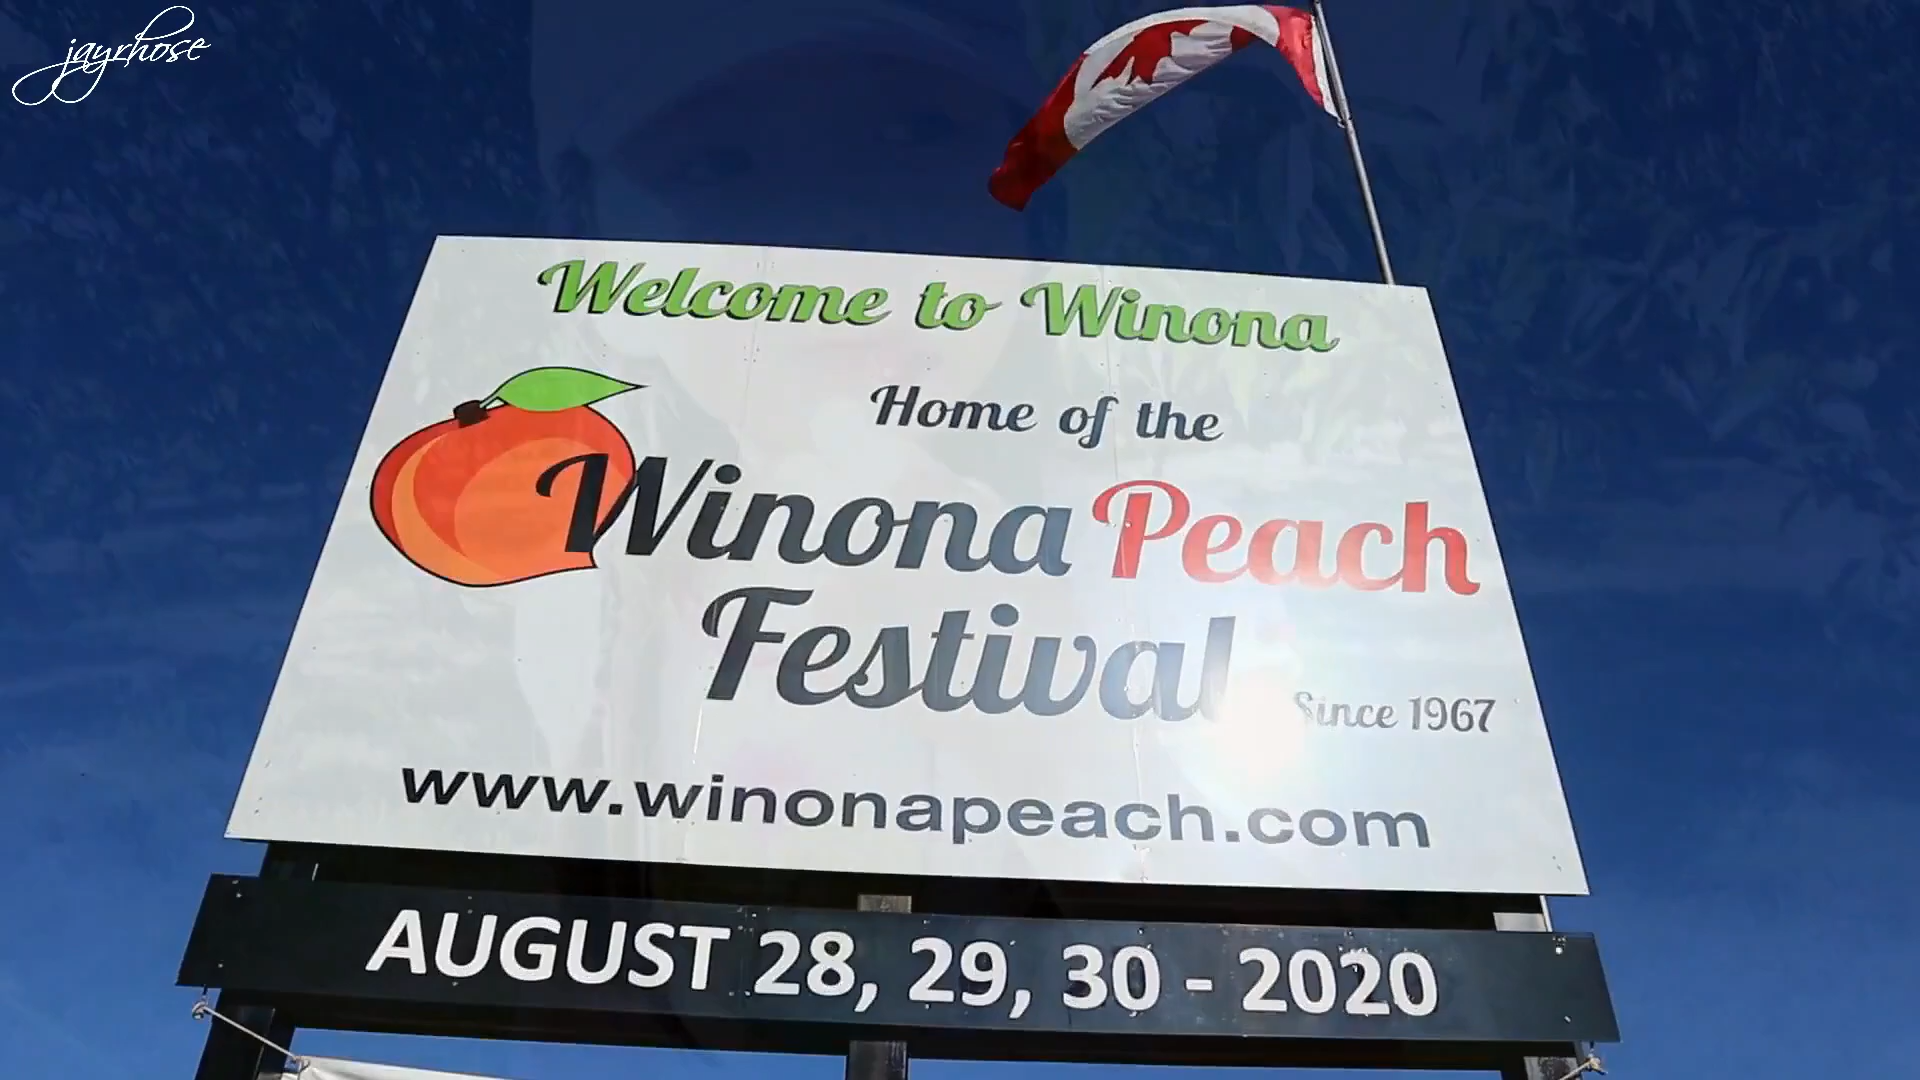 jayrhose
Welcome to Winona
Home of the
Winona Peach
Festival
Since 1967
www.winonapeach.com
AUGUST 28, 29, 30 - 2020